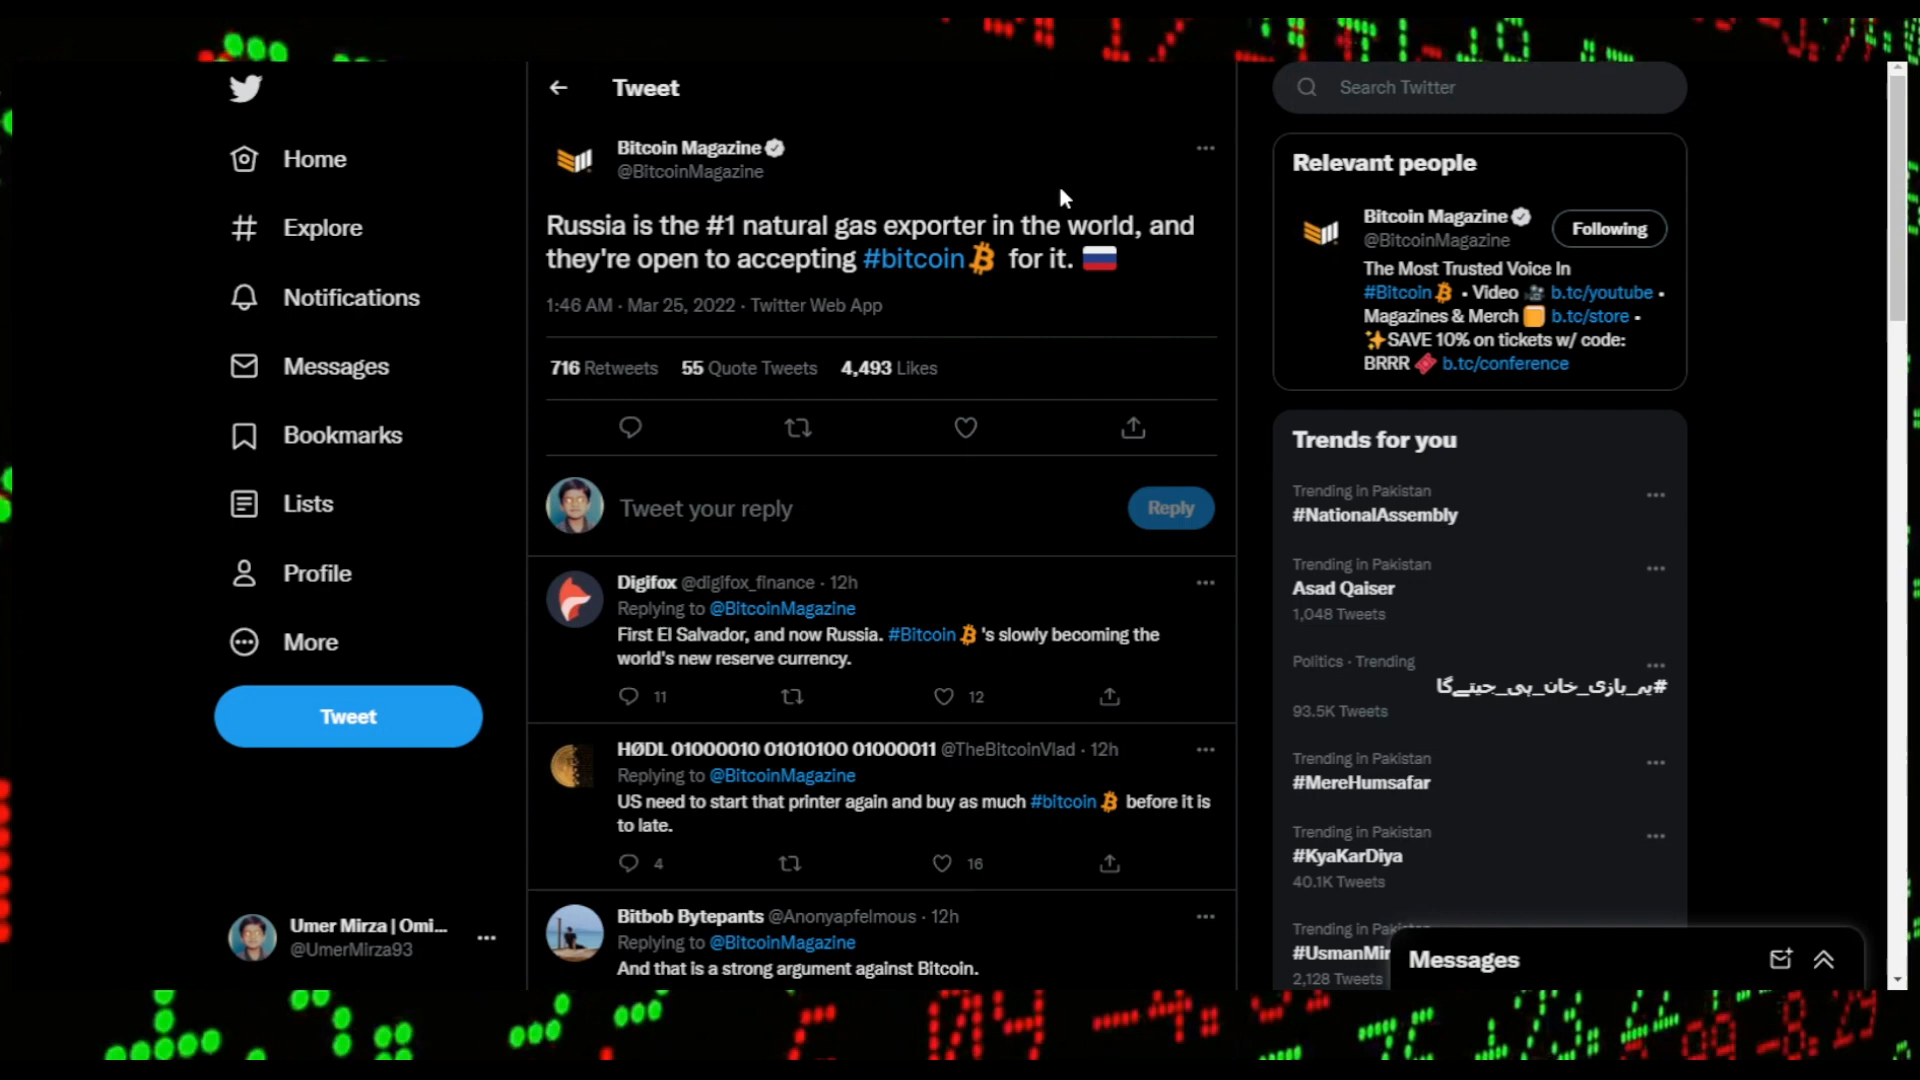 Home
Explore
Notifications
Messages
Bookmarks
Lists
Profile
More
Tweet
Umer Mirza | Omi...
@UmerMirza93
Tweet
Bitcoin Magazine
@BitcoinMagazine
Russia is the #1 natural gas exporter in the world, and
they're open to accepting #bitcoin for it. 🇷🇺
1:46 AM · Mar 25, 2022 · Twitter Web App
716 Retweets 55 Quote Tweets 4,493 Likes
Tweet your reply
Reply
Digifox @digifox_finance · 12h
Replying to @BitcoinMagazine
First El Salvador, and now Russia. #Bitcoin 's slowly becoming the
world's new reserve currency.
11 12
HØDL 01000010 01010100 01000011 @TheBitcoinVlad · 12h
Replying to @BitcoinMagazine
US need to start that printer again and buy as much #bitcoin before it is
to late.
4 16
Bitbob Bytepants @Anonyapfelmous · 12h
Replying to @BitcoinMagazine
And that is a strong argument against Bitcoin.
Search Twitter
Relevant people
Bitcoin Magazine
@BitcoinMagazine
Following
The Most Trusted Voice In
#Bitcoin • Video 🎥 b.tc/youtube •
Magazines & Merch 📙 b.tc/store •
✨SAVE 10% on tickets w/ code:
BRRR 🎟️ b.tc/conference
Trends for you
Trending in Pakistan
#NationalAssembly
Trending in Pakistan
Asad Qaiser
1,048 Tweets
Politics · Trending
#یہ_بازی_خان_ہی_جیتےگا
93.5K Tweets
Trending in Pakistan
#MereHumsafar
Trending in Pakistan
#KyaKarDiya
40.1K Tweets
Trending in Pakistan
#UsmanMir
2,128 Tweets
Messages